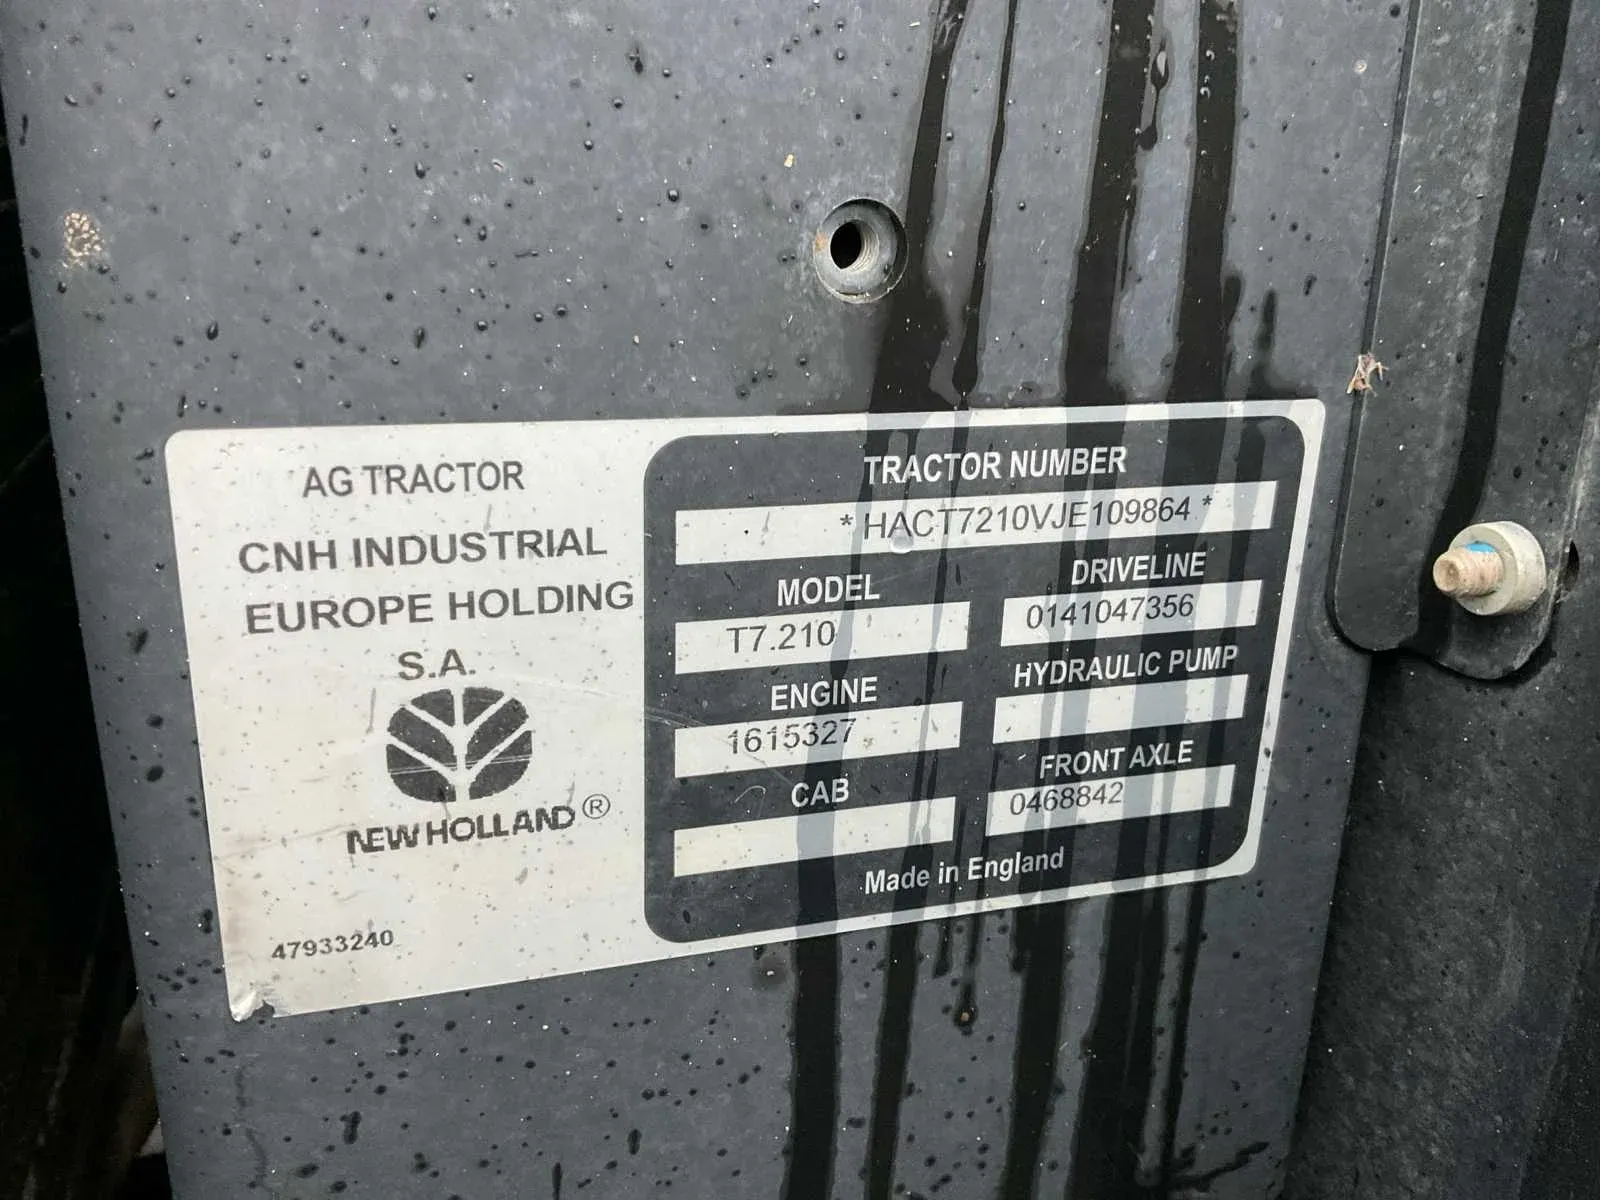 AG TRACTOR
CNH INDUSTRIAL
EUROPE HOLDING
S.A.
NEW HOLLAND ®
47933240
TRACTOR NUMBER
* HACT7210VJE109864 *
MODEL
T7.210
DRIVELINE
0141047356
ENGINE
1615327
HYDRAULIC PUMP
CAB
FRONT AXLE
0468842
Made in England